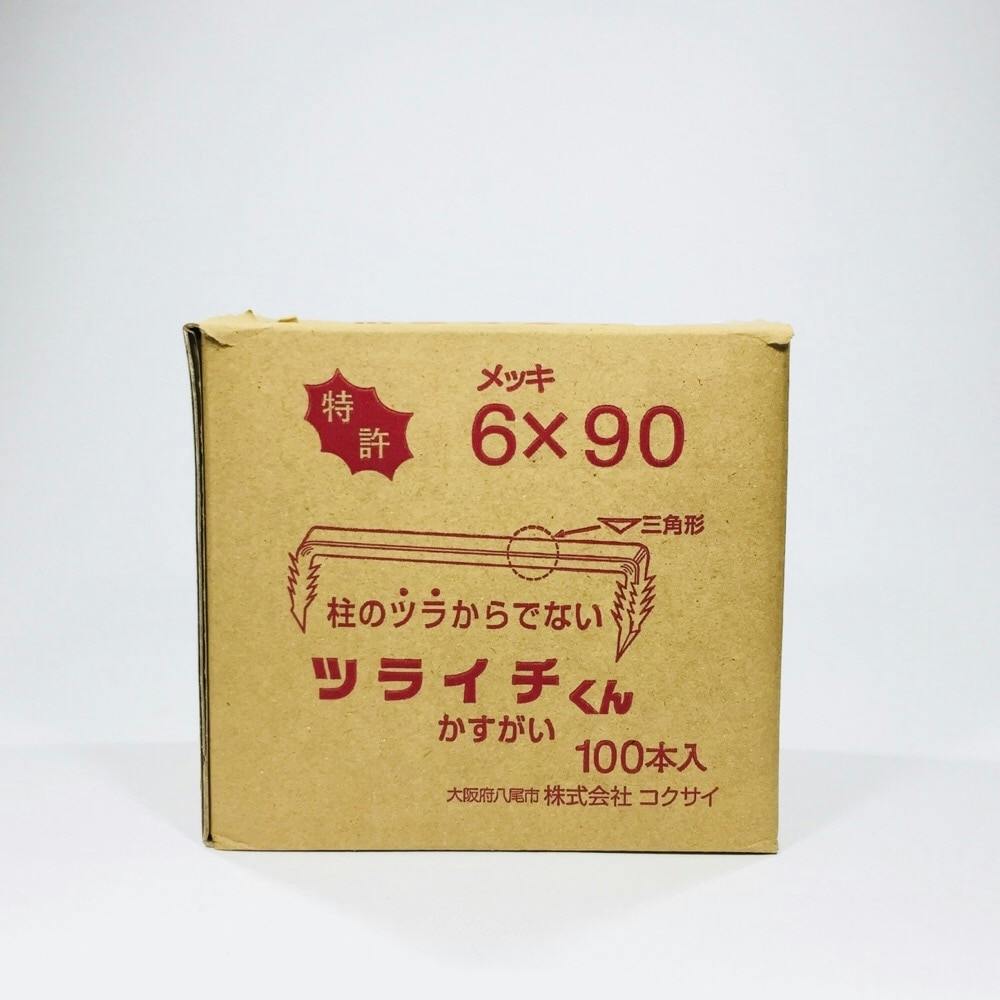 特許
メッキ
6×90
三角形
柱のツラからでない
ツライチくん
かすがい
100本入
大阪府八尾市 株式会社 コクサイ